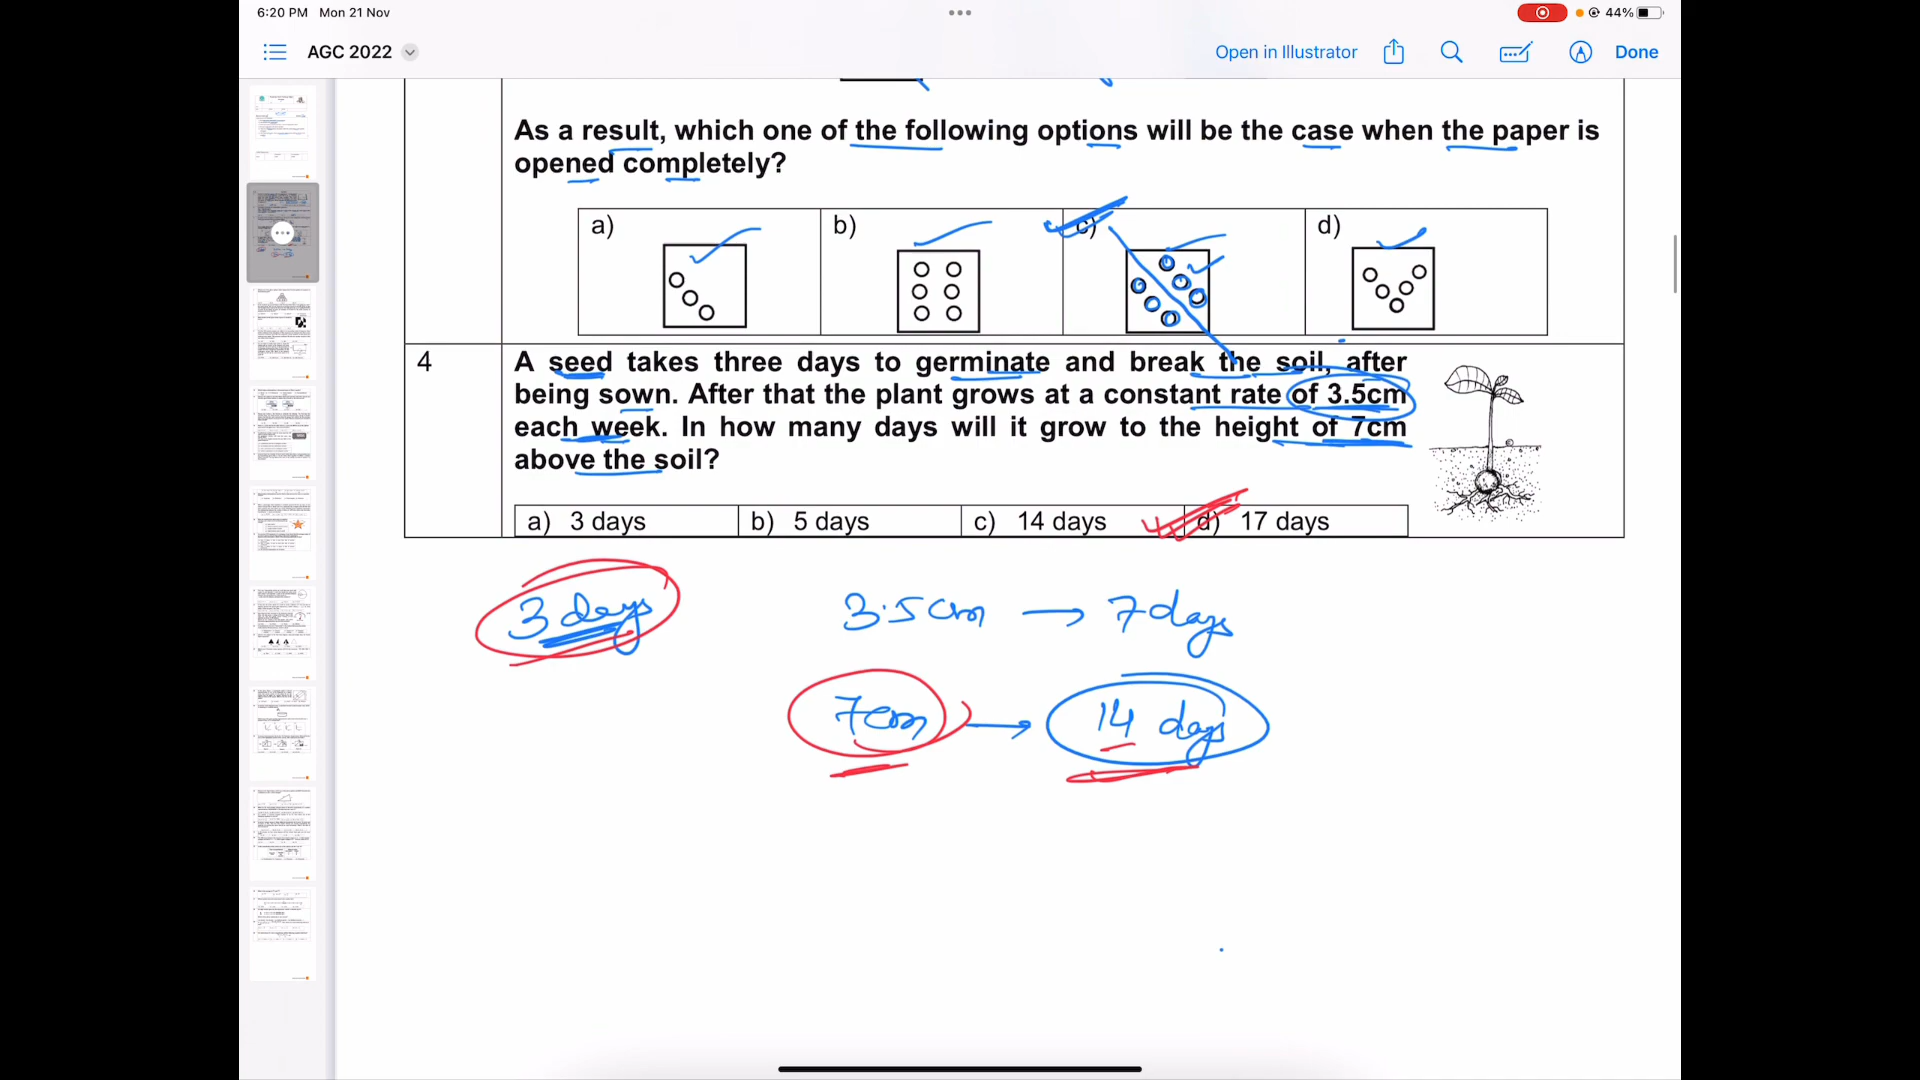 6:20 PM Mon 21 Nov
44%
AGC 2022
Open in Illustrator
Done
As a result, which one of the following options will be the case when the paper is
opened completely?
a)
b)
c)
d)
4
A seed takes three days to germinate and break the soil, after
being sown. After that the plant grows at a constant rate of 3.5cm
each week. In how many days will it grow to the height of 7cm
above the soil?
a) 3 days
b) 5 days
c) 14 days
d) 17 days
3 days
3.5cm → 7 days
7cm → 14 days